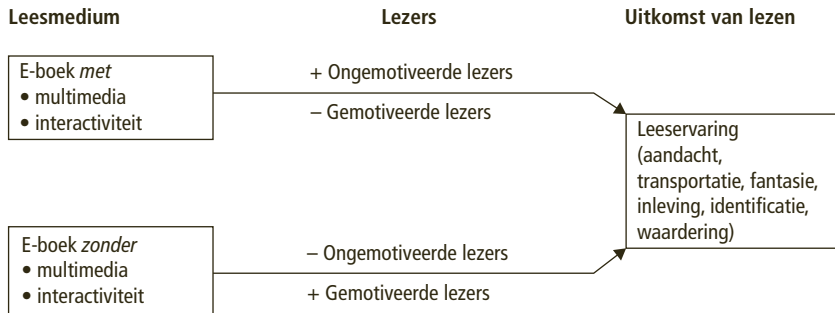 Leesmedium Lezers Uitkomst van lezen
E-boek met
• multimedia
• interactiviteit
+ Ongemotiveerde lezers
– Gemotiveerde lezers
Leeservaring
(aandacht,
transportatie, fantasie,
inleving, identificatie,
waardering)
E-boek zonder
• multimedia
• interactiviteit
– Ongemotiveerde lezers
+ Gemotiveerde lezers